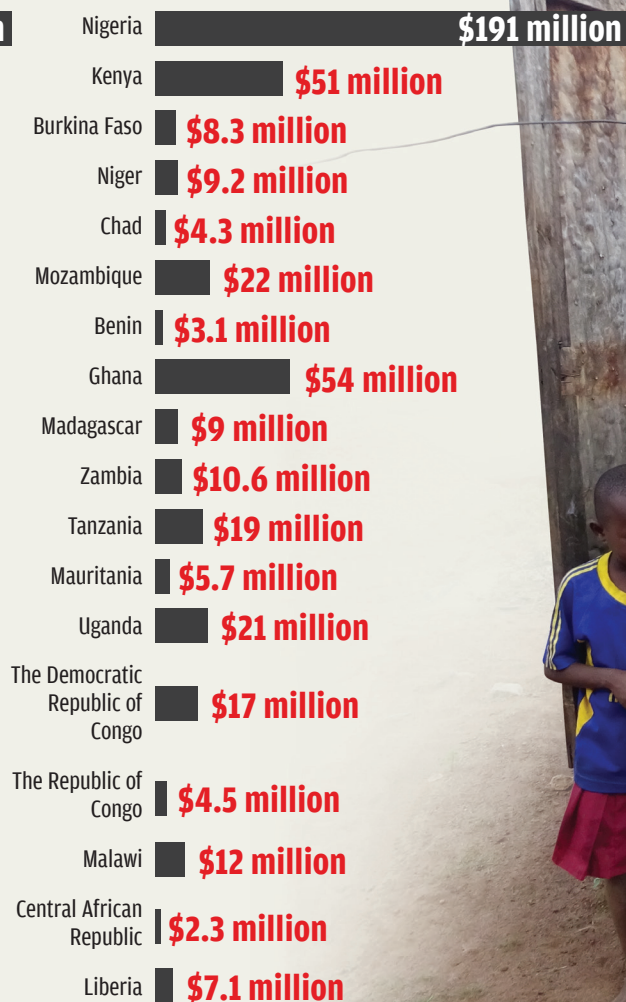 Nigeria $191 million
Kenya $51 million
Burkina Faso $8.3 million
Niger $9.2 million
Chad $4.3 million
Mozambique $22 million
Benin $3.1 million
Ghana $54 million
Madagascar $9 million
Zambia $10.6 million
Tanzania $19 million
Mauritania $5.7 million
Uganda $21 million
The Democratic
Republic of
Congo
$17 million
The Republic of
Congo
$4.5 million
Malawi $12 million
Central African
Republic
$2.3 million
Liberia $7.1 million